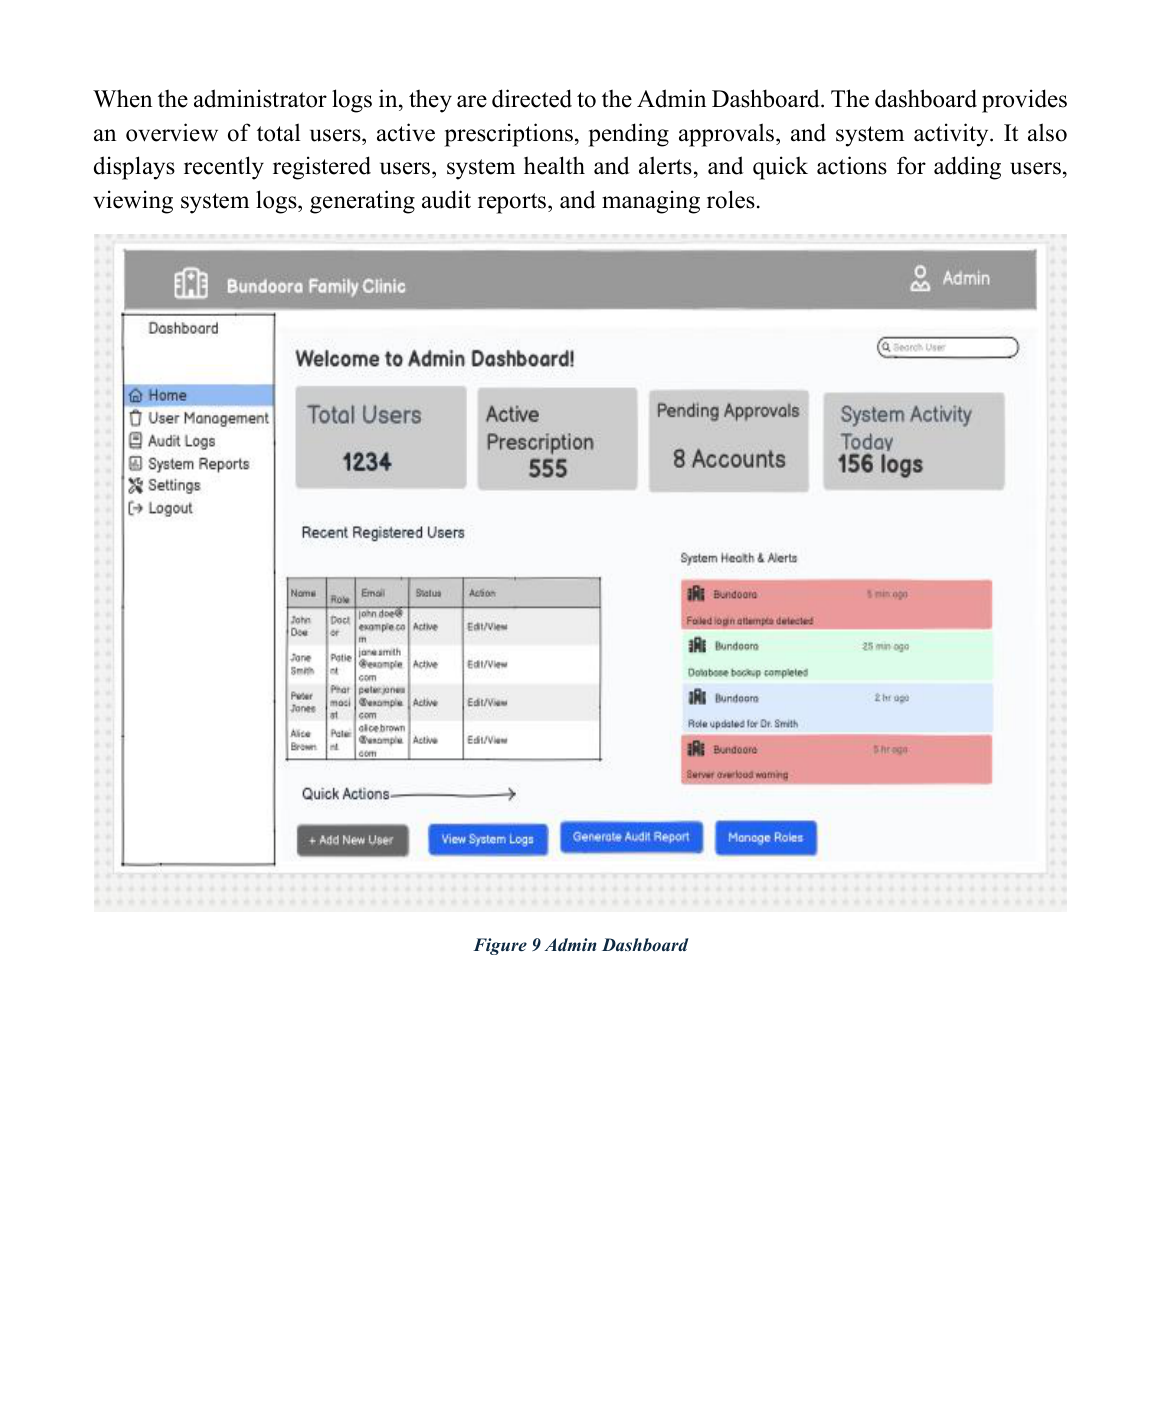 When the administrator logs in, they are directed to the Admin Dashboard. The dashboard provides
an overview of total users, active prescriptions, pending approvals, and system activity. It also
displays recently registered users, system health and alerts, and quick actions for adding users,
viewing system logs, generating audit reports, and managing roles.
Bundoora Family Clinic
Admin
Dashboard
Home
User Management
Audit Logs
System Reports
Settings
Logout
Welcome to Admin Dashboard!
Search User
Total Users
1234
Active
Prescription
555
Pending Approvals
8 Accounts
System Activity
Today
156 logs
Recent Registered Users
Name Role Email Status Action
John
Doe
Doct
or
john.doe@
example.co
m
Active
Edit/View
Jane
Smith
Patie
nt
jane.smith
@example.
com
Active
Edit/View
Peter
Jones
Phar
maci
st
peter.jones
@example.
com
Active
Edit/View
Alice
Brown
Patei
nt
alice.brown
@example.
com
Active
Edit/View
System Health & Alerts
Bundoora 5 min ago
Failed login attempts detected
Bundoora 25 min ago
Database backup completed
Bundoora 2 hr ago
Role updated for Dr. Smith
Bundoora 5 hr ago
Server overload warning
Quick Actions
+ Add New User
View System Logs
Generate Audit Report
Manage Roles
Figure 9 Admin Dashboard